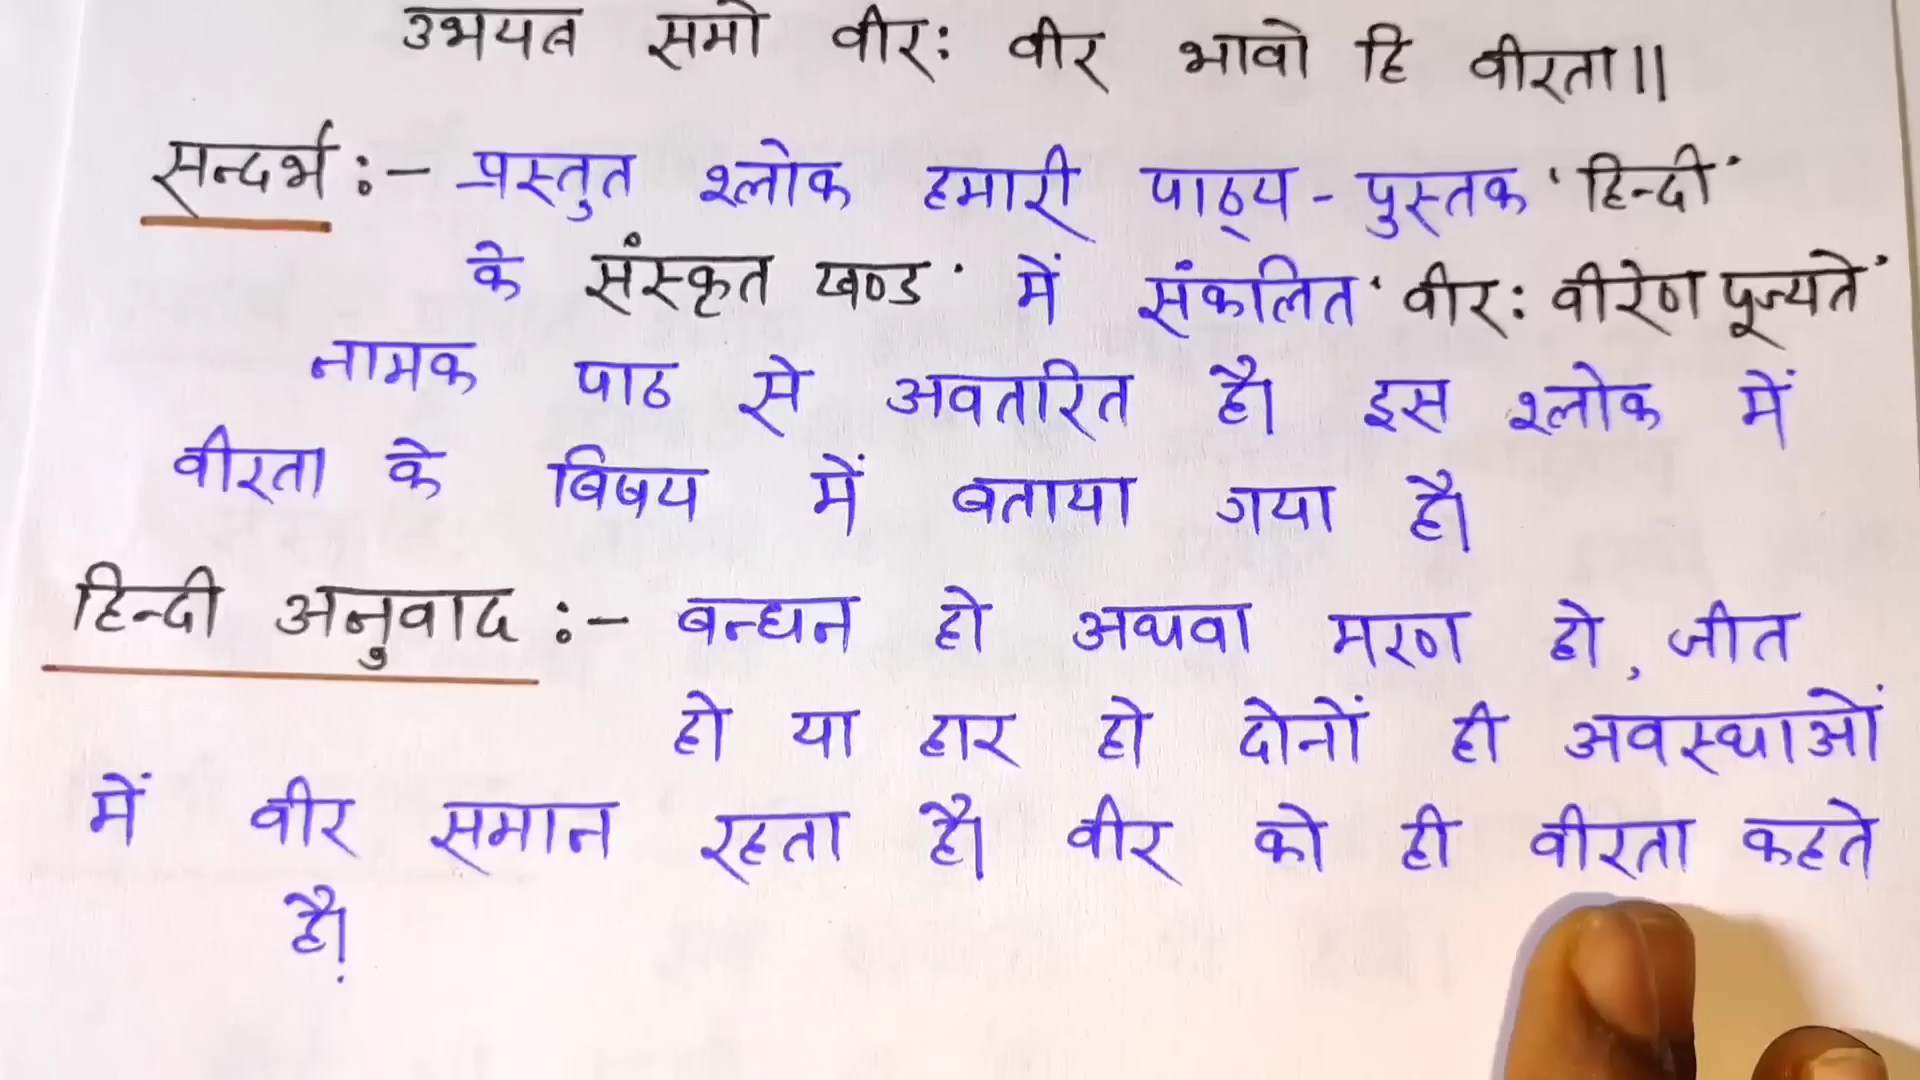 उभयत्र समो वीरः वीर भावो हि वीरता॥
सन्दर्भ :- प्रस्तुत श्लोक हमारी पाठ्य-पुस्तक 'हिन्दी'
के संस्कृत खण्ड' में संकलित 'वीरः वीरेण पूज्यते'
नामक पाठ से अवतरित है। इस श्लोक में
वीरता के विषय में बताया गया है।
हिन्दी अनुवाद :- बन्धन हो अथवा मरण हो, जीत
हो या हार हो दोनों ही अवस्थाओं
में वीर समान रहता है। वीर को ही वीरता कहते
है।